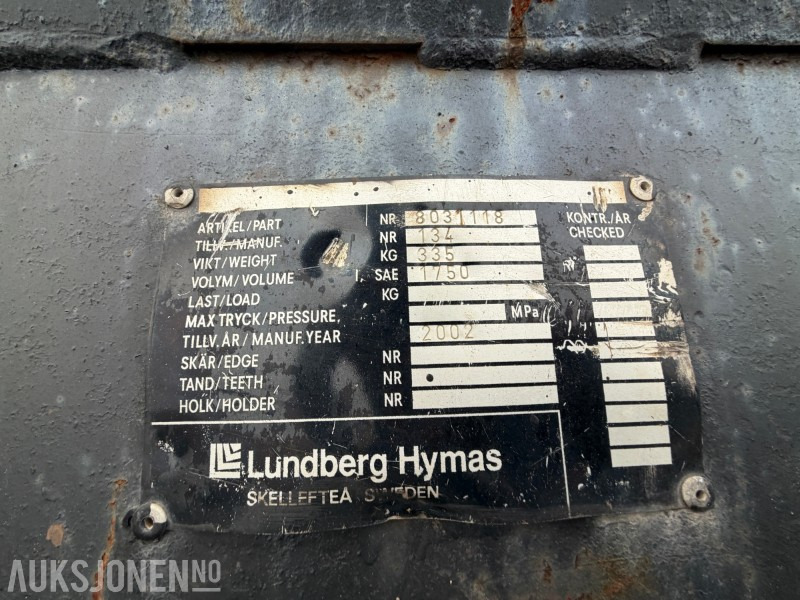 ARTIKEL/PART NR 8031118 KONTR./ÅR
TILLV./MANUF. NR 134 CHECKED
VIKT/WEIGHT KG 335
VOLYM/VOLUME l, SAE 1750
LAST/LOAD KG
MAX TRYCK/PRESSURE, MPa
TILLV. ÅR/MANUF. YEAR 2002
SKÄR/EDGE NR
TAND/TEETH NR
HOLK/HOLDER NR
Lundberg Hymas
SKELLEFTEÅ SWEDEN
AUKSJONEN.NO